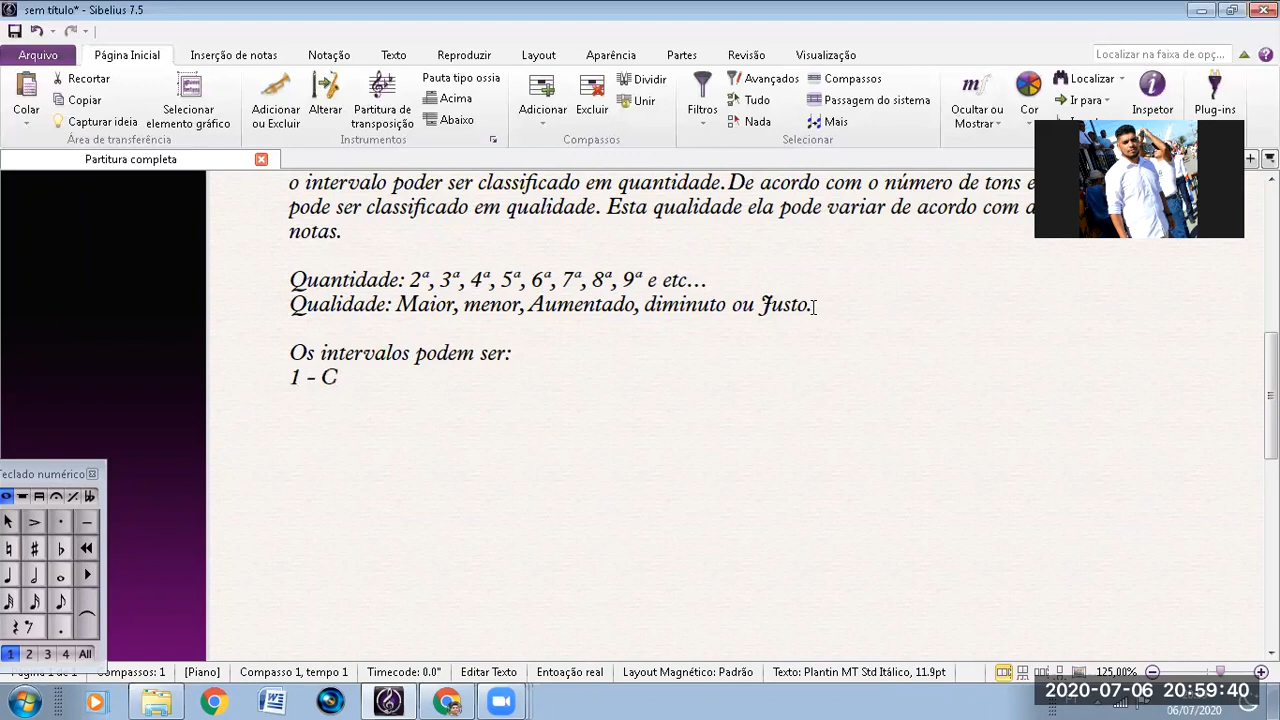 sem título* - Sibelius 7.5
Arquivo Página Inicial Inserção de notas Notação Texto Reproduzir Layout Aparência Partes Revisão Visualização Localizar na faixa de opç...
Colar
Recortar
Copiar
Capturar ideia
Selecionar
elemento gráfico
Área de transferência
Adicionar
ou Excluir
Alterar
Partitura de
transposição
Pauta tipo ossia
Acima
Abaixo
Instrumentos
Adicionar
Excluir
Dividir
Unir
Compassos
Filtros
Avançados
Tudo
Nada
Compassos
Passagem do sistema
Mais
Selecionar
Ocultar ou
Mostrar
Cor
Localizar
Ir para
Inspetor
Plug-ins
Partitura completa
o intervalo poder ser classificado em quantidade. De acordo com o número de tons e
pode ser classificado em qualidade. Esta qualidade ela pode variar de acordo com
notas.
Quantidade: 2ª, 3ª, 4ª, 5ª, 6ª, 7ª, 8ª, 9ª e etc...
Qualidade: Maior, menor, Aumentado, diminuto ou Justo.
Os intervalos podem ser:
1 - C
Teclado numérico
1 2 3 4 All
Compassos: 1 [Piano] Compasso 1, tempo 1 Timecode: 0.0" Editar Texto Entoação real Layout Magnético: Padrão Texto: Plantin MT Std Itálico, 11.9pt 125,00%
2020-07-06 20:59:40
06/07/2020